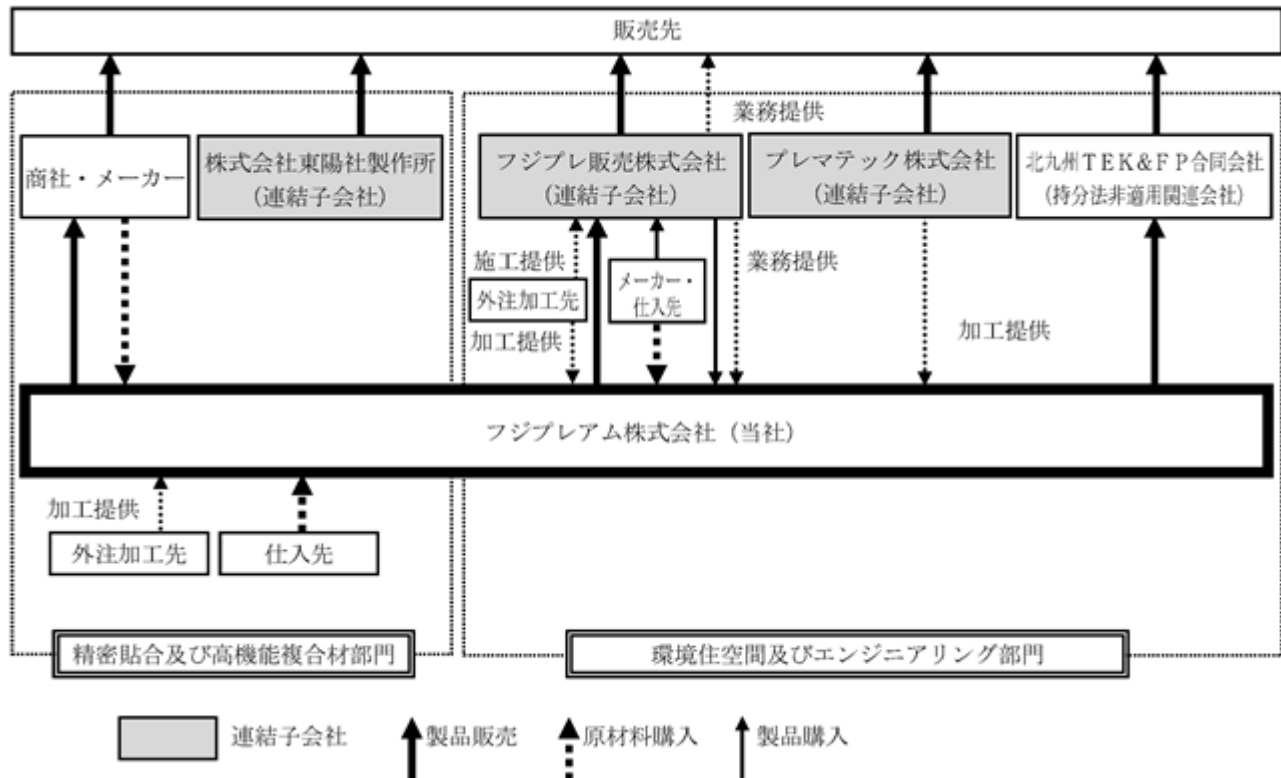 販売先
業務提供
商社・メーカー
株式会社東陽社製作所
(連結子会社)
フジプレ販売株式会社
(連結子会社)
プレマテック株式会社
(連結子会社)
北九州TEK&FP合同会社
(持分法非適用関連会社)
施工提供
外注加工先
加工提供
メーカー・
仕入先
業務提供
加工提供
フジプレアム株式会社(当社)
加工提供
外注加工先
仕入先
精密貼合及び高機能複合材部門
環境住空間及びエンジニアリング部門
連結子会社
製品販売
原材料購入
製品購入